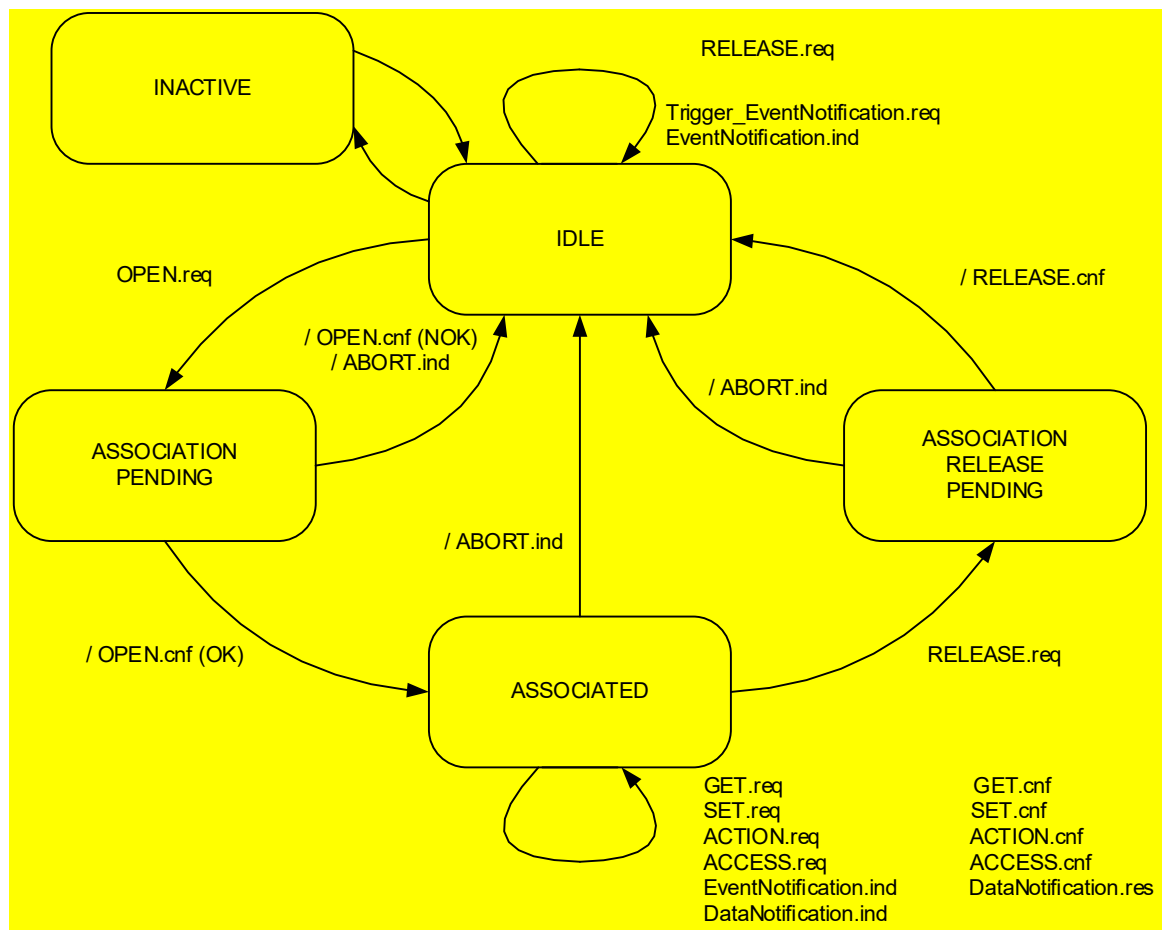 INACTIVE
RELEASE.req
Trigger_EventNotification.req
EventNotification.ind
IDLE
OPEN.req
/ RELEASE.cnf
/ OPEN.cnf (NOK)
/ ABORT.ind
/ ABORT.ind
ASSOCIATION
PENDING
ASSOCIATION
RELEASE
PENDING
/ ABORT.ind
/ OPEN.cnf (OK)
RELEASE.req
ASSOCIATED
GET.req
SET.req
ACTION.req
ACCESS.req
EventNotification.ind
DataNotification.ind
GET.cnf
SET.cnf
ACTION.cnf
ACCESS.cnf
DataNotification.res